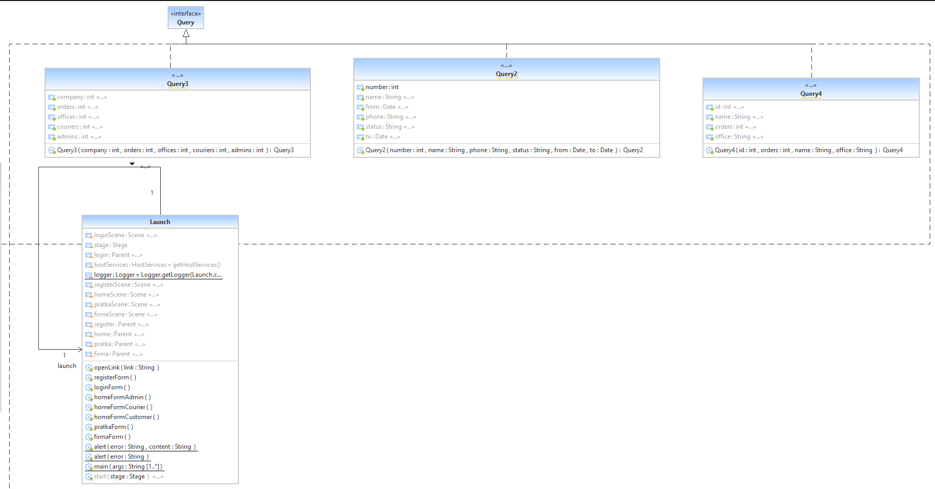 «interface»
Query
«...»
Query3
company : int «...»
orders : int «...»
offices : int «...»
couriers : int «...»
admins : int «...»
Query3 ( company : int , orders : int , offices : int , couriers : int , admins : int ) : Query3
«...»
Query2
number : int
name : String «...»
from : Date «...»
phone : String «...»
status : String «...»
to : Date «...»
Query2 ( number : int , name : String , phone : String , status : String , from : Date , to : Date ) : Query2
«...»
Query4
id : int «...»
name : String «...»
orders : int «...»
office : String «...»
Query4 ( id : int , orders : int , name : String , office : String ) : Query4
1
Launch
loginScene : Scene «...»
stage : Stage
login : Parent «...»
hostServices : HostServices = getHostServices()
logger : Logger = Logger.getLogger(Launch.c...
registerScene : Scene «...»
homeScene : Scene «...»
pratkaScene : Scene «...»
firmaScene : Scene «...»
register : Parent «...»
home : Parent «...»
pratka : Parent «...»
firma : Parent «...»
openLink ( link : String )
registerForm ( )
loginForm ( )
homeFormAdmin ( )
homeFormCourier ( )
homeFormCustomer ( )
pratkaForm ( )
firmaForm ( )
alert ( error : String , content : String )
alert ( error : String )
main ( args : String [1..*] )
start ( stage : Stage ) «...»
1
launch